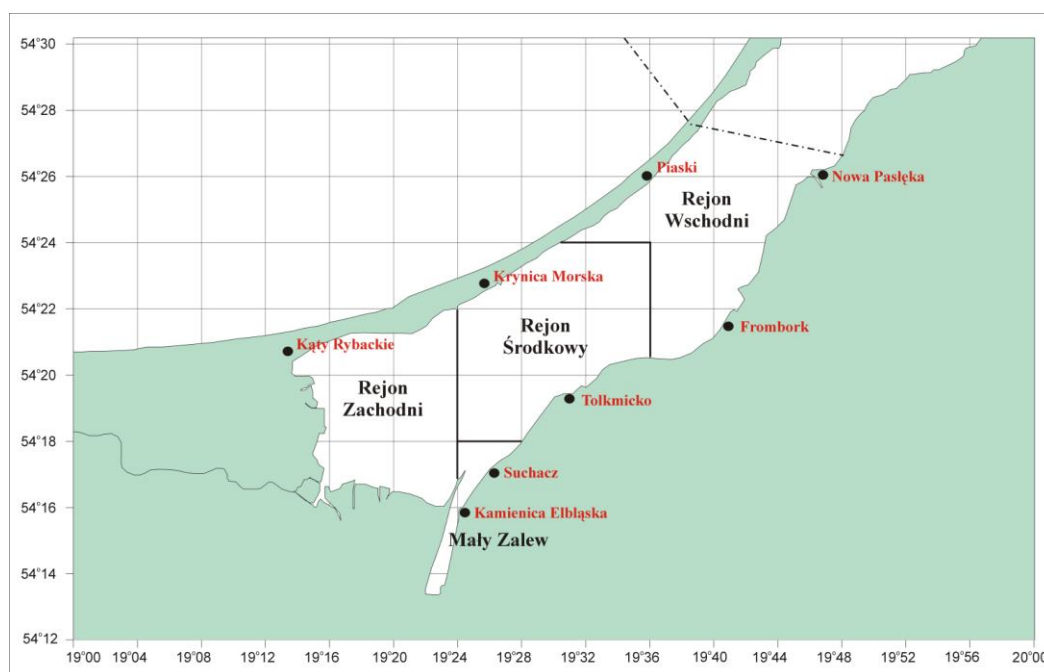 54°30
54°28
54°26
54°24
54°22
54°20
54°18
54°16
54°14
54°12
Piaski
Nowa Pasłęka
Rejon
Wschodni
Krynica Morska
Rejon
Środkowy
Frombork
Kąty Rybackie
Rejon
Zachodni
Tolkmicko
Suchacz
Kamienica Elbląska
Mały Zalew
19°00 19°04 19°08 19°12 19°16 19°20 19°24 19°28 19°32 19°36 19°40 19°44 19°48 19°52 19°56 20°00